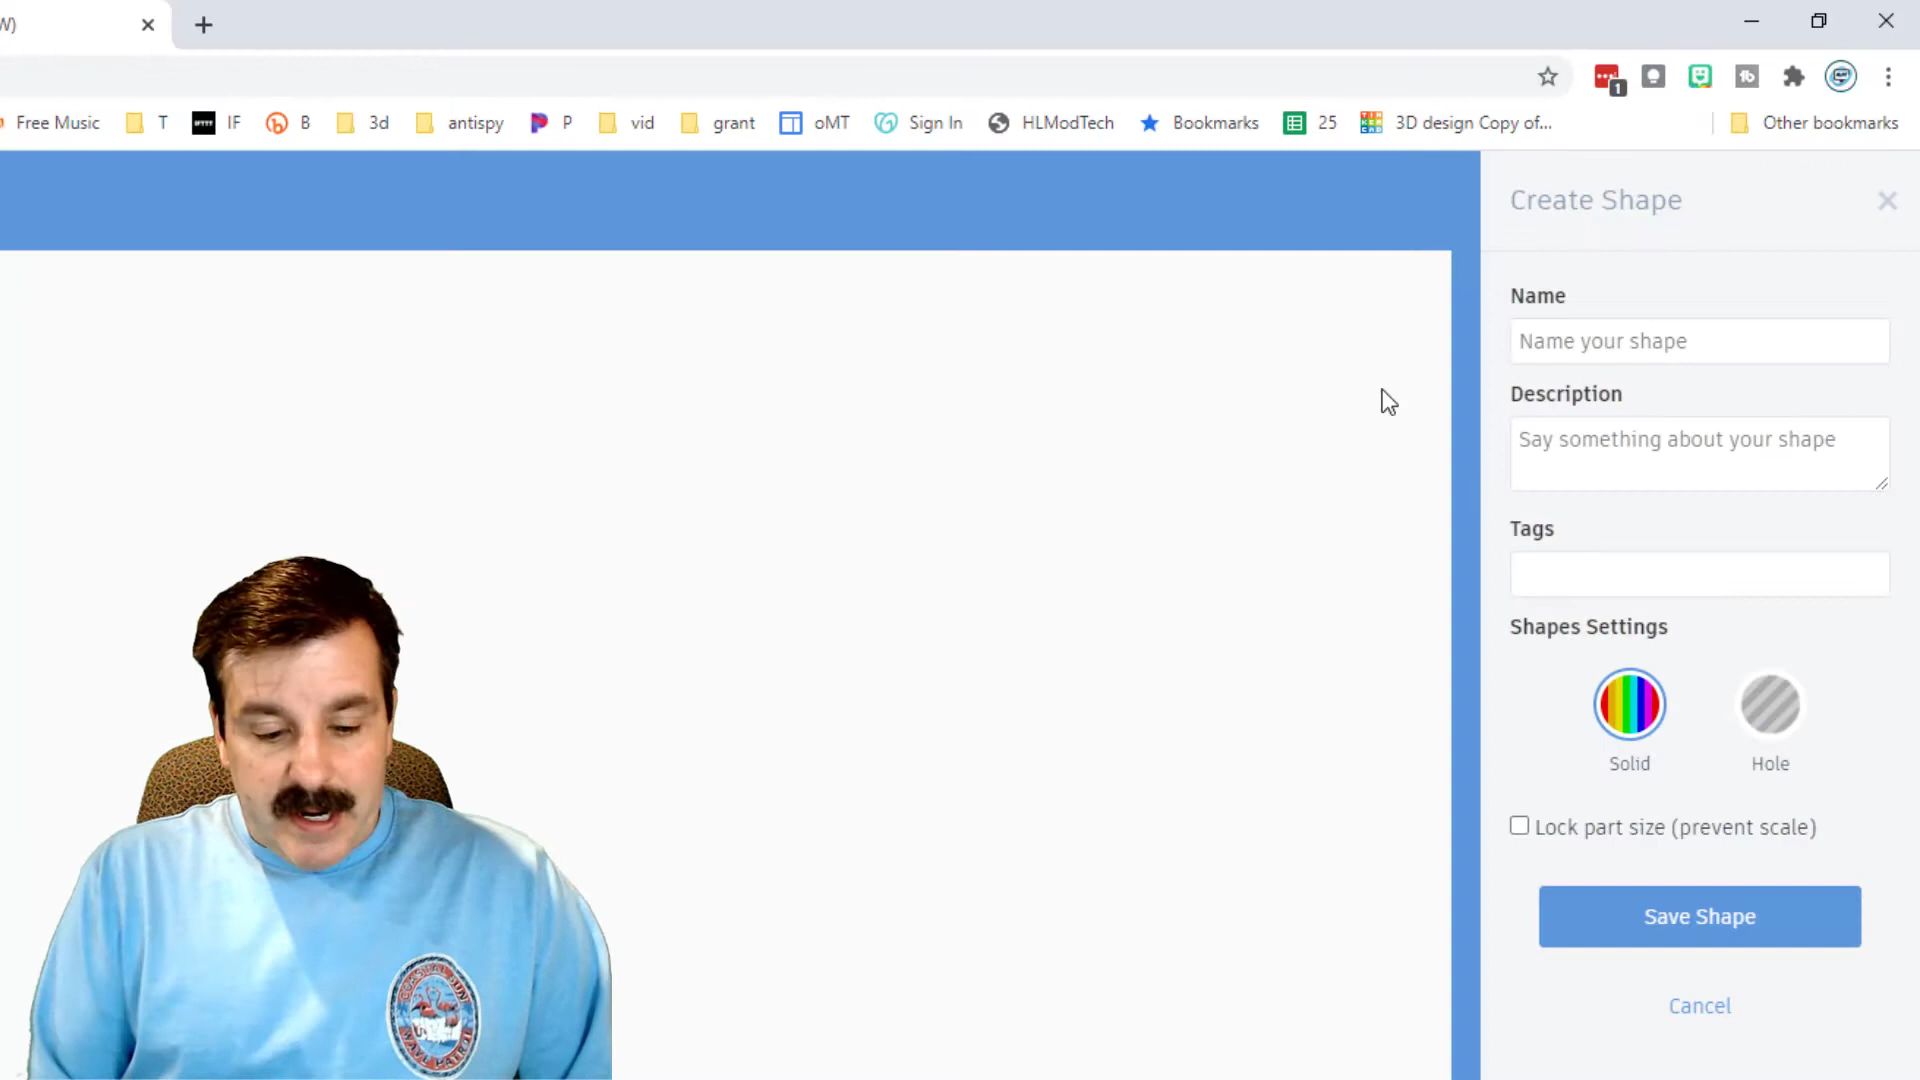 W)
Free Music T IF B 3d antispy P vid grant oMT Sign In HLModTech Bookmarks 25 3D design Copy of... Other bookmarks
1
Create Shape
Name
Name your shape
Description
Say something about your shape
Tags
Shapes Settings
Solid Hole
Lock part size (prevent scale)
Save Shape
Cancel